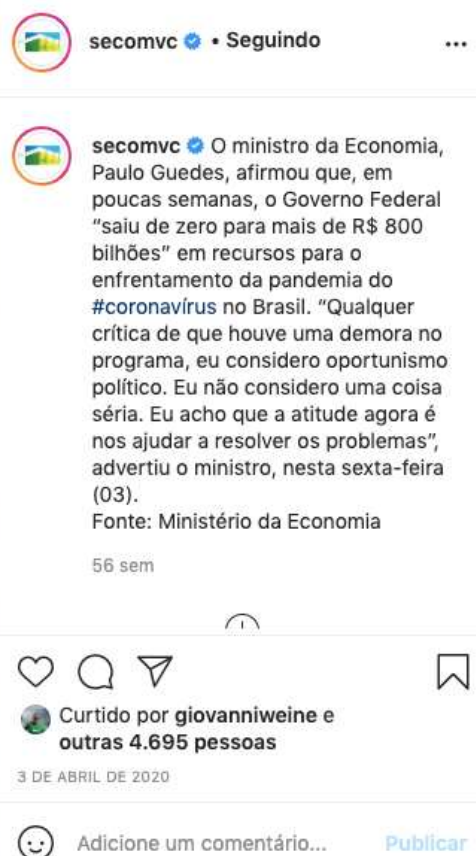 secomvc • Seguindo
secomvc O ministro da Economia,
Paulo Guedes, afirmou que, em
poucas semanas, o Governo Federal
“saiu de zero para mais de R$ 800
bilhões” em recursos para o
enfrentamento da pandemia do
#coronavírus no Brasil. “Qualquer
crítica de que houve uma demora no
programa, eu considero oportunismo
político. Eu não considero uma coisa
séria. Eu acho que a atitude agora é
nos ajudar a resolver os problemas”,
advertiu o ministro, nesta sexta-feira
(03).
Fonte: Ministério da Economia
56 sem
Curtido por giovanniweine e
outras 4.695 pessoas
3 DE ABRIL DE 2020
Adicione um comentário... Publicar